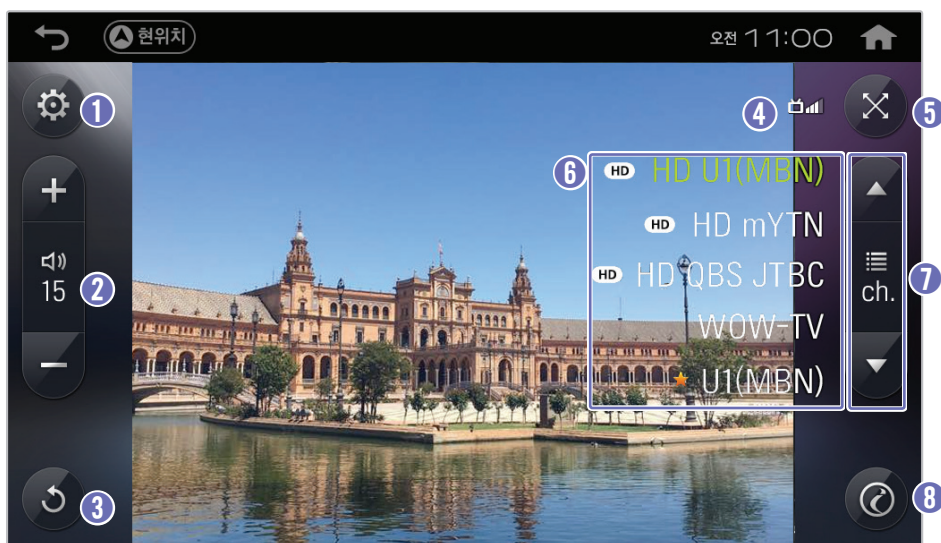 현위치
오전 11:00
1
4
5
6
HD HD U1(MBN)
HD HD mYTN
HD HD QBS JTBC
WOW-TV
U1(MBN)
15
2
ch.
7
3
8